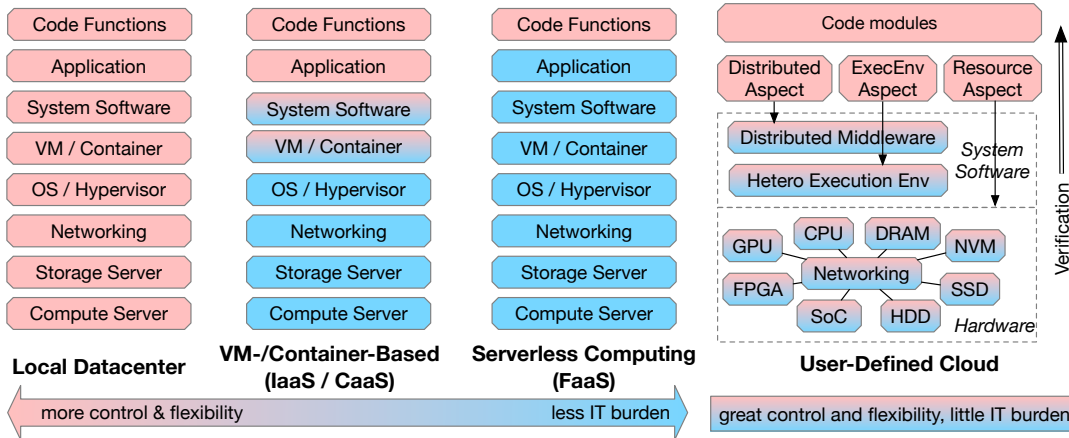 Code Functions
Application
System Software
VM / Container
OS / Hypervisor
Networking
Storage Server
Compute Server
Local Datacenter
Code Functions
Application
System Software
VM / Container
OS / Hypervisor
Networking
Storage Server
Compute Server
VM-/Container-Based
(IaaS / CaaS)
Code Functions
Application
System Software
VM / Container
OS / Hypervisor
Networking
Storage Server
Compute Server
Serverless Computing
(FaaS)
more control & flexibility
less IT burden
Code modules
Distributed
Aspect
ExecEnv
Aspect
Resource
Aspect
Distributed Middleware
Hetero Execution Env
System
Software
GPU
CPU
DRAM
NVM
Networking
FPGA
SSD
SoC
HDD
Hardware
Verification
User-Defined Cloud
great control and flexibility, little IT burden